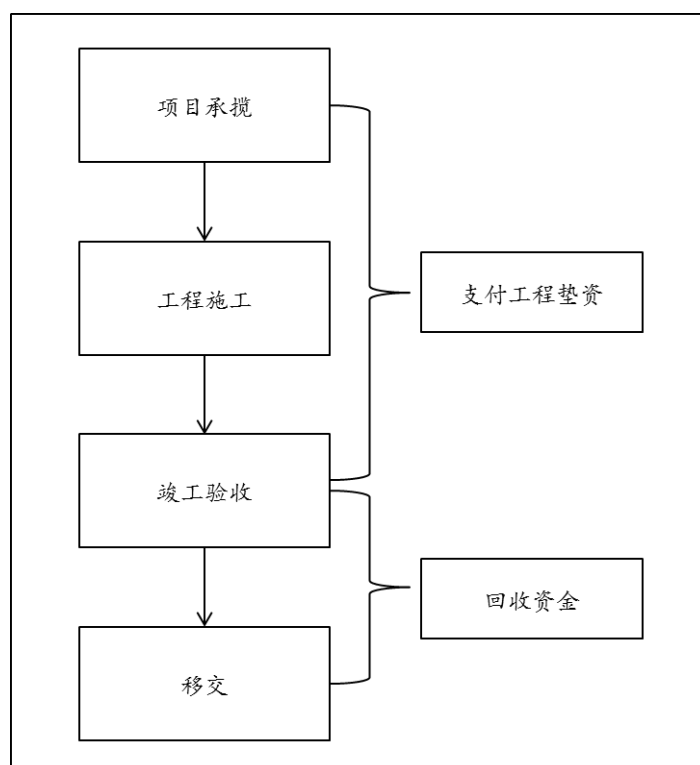 项目承揽
工程施工
支付工程垫资
竣工验收
回收资金
移交